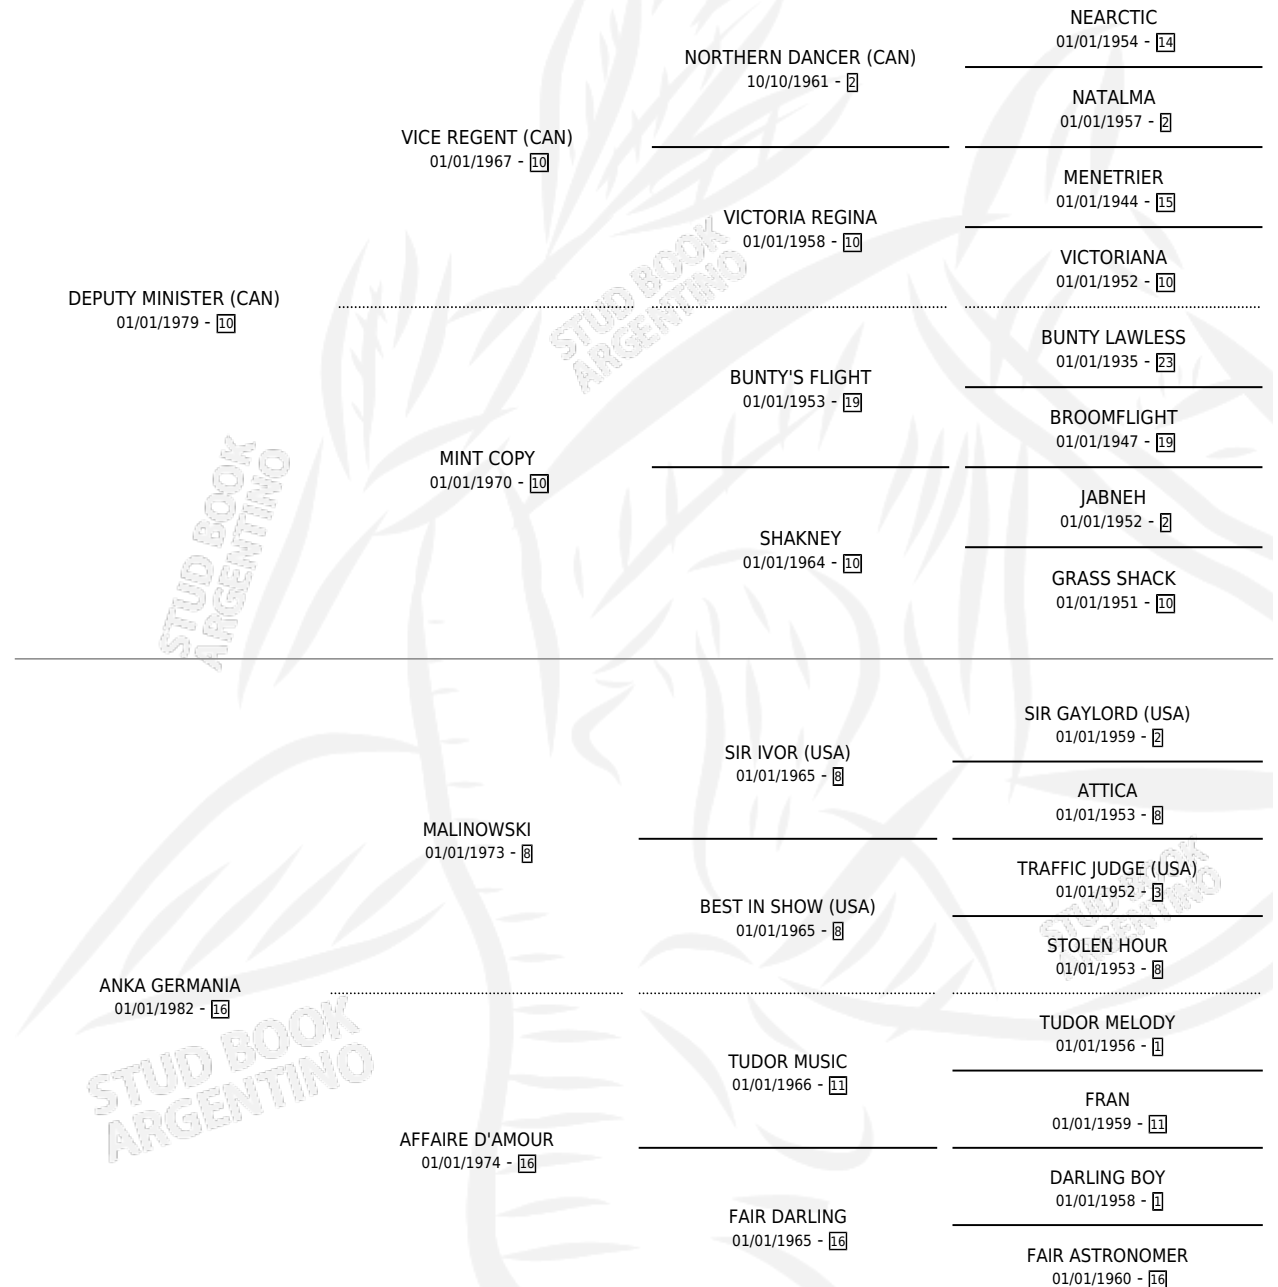 NEARCTIC
01/01/1954 - 14
NORTHERN DANCER (CAN)
10/10/1961 - 2
NATALMA
01/01/1957 - 2
VICE REGENT (CAN)
01/01/1967 - 10
MENETRIER
01/01/1944 - 15
VICTORIA REGINA
01/01/1958 - 10
VICTORIANA
01/01/1952 - 10
DEPUTY MINISTER (CAN)
01/01/1979 - 10
BUNTY LAWLESS
01/01/1935 - 23
BUNTY'S FLIGHT
01/01/1953 - 19
BROOMFLIGHT
01/01/1947 - 19
MINT COPY
01/01/1970 - 10
JABNEH
01/01/1952 - 2
SHAKNEY
01/01/1964 - 10
GRASS SHACK
01/01/1951 - 10
STUD BOOK
ARGENTINO
STUD BOOK
ARGENTINO
SIR GAYLORD (USA)
01/01/1959 - 2
SIR IVOR (USA)
01/01/1965 - 8
ATTICA
01/01/1953 - 8
MALINOWSKI
01/01/1973 - 8
TRAFFIC JUDGE (USA)
01/01/1952 - 3
BEST IN SHOW (USA)
01/01/1965 - 8
STOLEN HOUR
01/01/1953 - 8
ANKA GERMANIA
01/01/1982 - 16
TUDOR MELODY
01/01/1956 - 1
TUDOR MUSIC
01/01/1966 - 11
FRAN
01/01/1959 - 11
AFFAIRE D'AMOUR
01/01/1974 - 16
DARLING BOY
01/01/1958 - 1
FAIR DARLING
01/01/1965 - 16
FAIR ASTRONOMER
01/01/1960 - 16
STUD BOOK
ARGENTINO
STUD BOOK
ARGENTINO